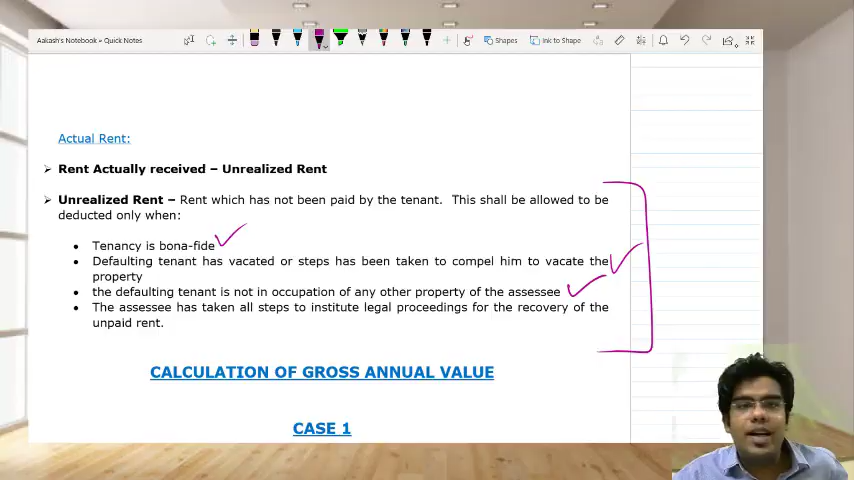 Aakash's Notebook » Quick Notes
Shapes
Ink to Shape
Actual Rent:
Rent Actually received – Unrealized Rent
Unrealized Rent – Rent which has not been paid by the tenant. This shall be allowed to be
deducted only when:
Tenancy is bona-fide
Defaulting tenant has vacated or steps has been taken to compel him to vacate the
property
the defaulting tenant is not in occupation of any other property of the assessee
The assessee has taken all steps to institute legal proceedings for the recovery of the
unpaid rent.
CALCULATION OF GROSS ANNUAL VALUE
CASE 1